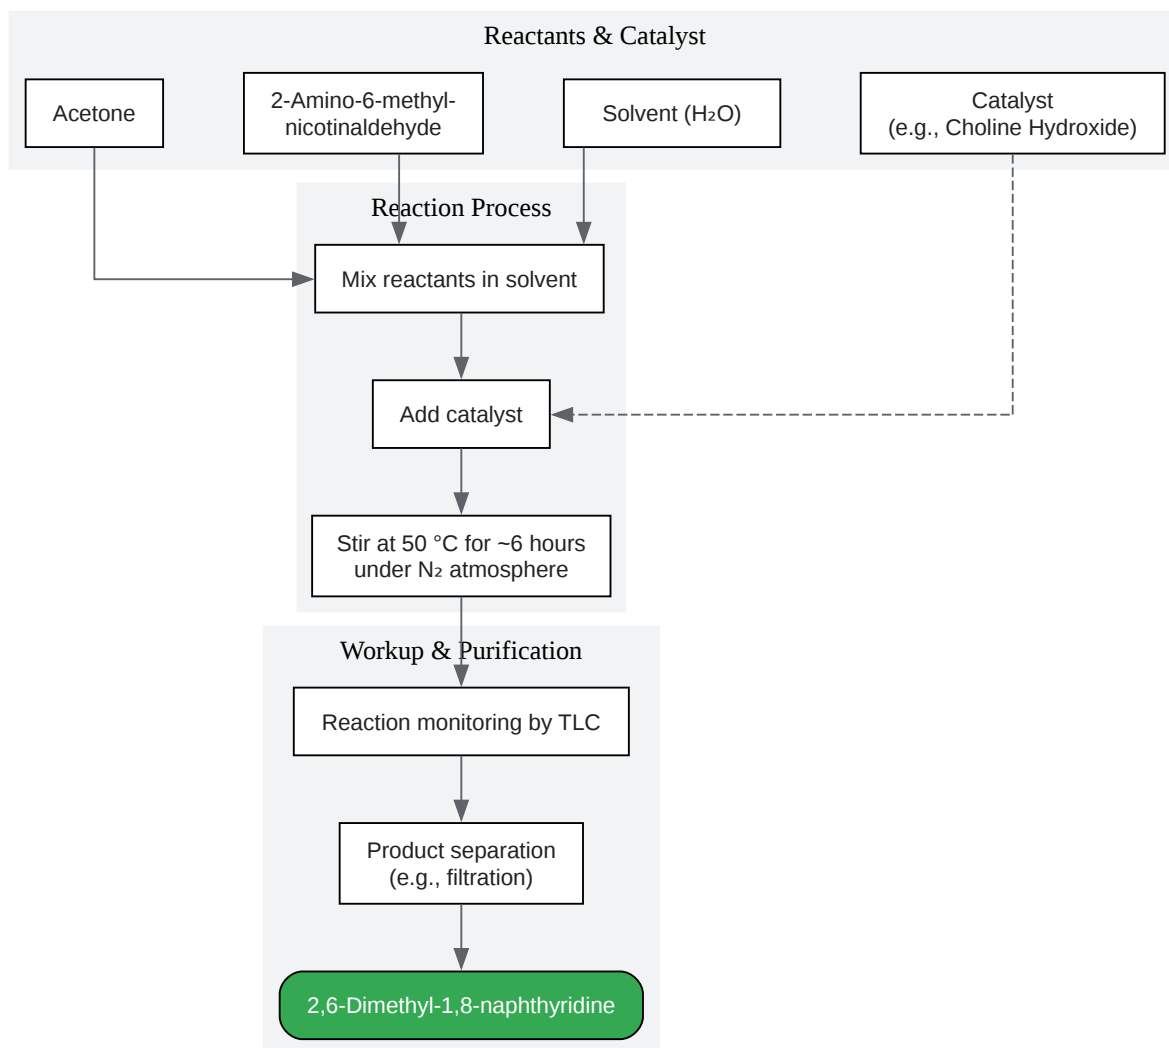 Reactants & Catalyst
Acetone
2-Amino-6-methyl-
nicotinaldehyde
Solvent (H₂O)
Catalyst
(e.g., Choline Hydroxide)
Reaction Process
Mix reactants in solvent
Add catalyst
Stir at 50 °C for ~6 hours
under N₂ atmosphere
Workup & Purification
Reaction monitoring by TLC
Product separation
(e.g., filtration)
2,6-Dimethyl-1,8-naphthyridine